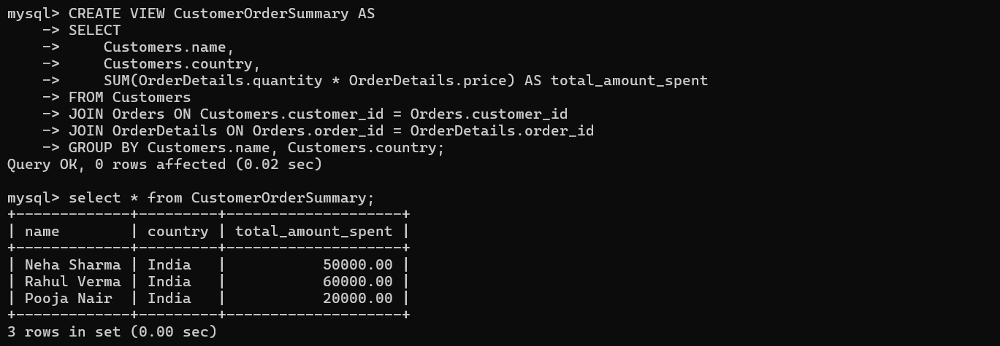 mysql> CREATE VIEW CustomerOrderSummary AS
    -> SELECT
    ->     Customers.name,
    ->     Customers.country,
    ->     SUM(OrderDetails.quantity * OrderDetails.price) AS total_amount_spent
    -> FROM Customers
    -> JOIN Orders ON Customers.customer_id = Orders.customer_id
    -> JOIN OrderDetails ON Orders.order_id = OrderDetails.order_id
    -> GROUP BY Customers.name, Customers.country;
Query OK, 0 rows affected (0.02 sec)

mysql> select * from CustomerOrderSummary;
+-------------+---------+--------------------+
| name        | country | total_amount_spent |
+-------------+---------+--------------------+
| Neha Sharma | India   |           50000.00 |
| Rahul Verma | India   |           60000.00 |
| Pooja Nair  | India   |           20000.00 |
+-------------+---------+--------------------+
3 rows in set (0.00 sec)